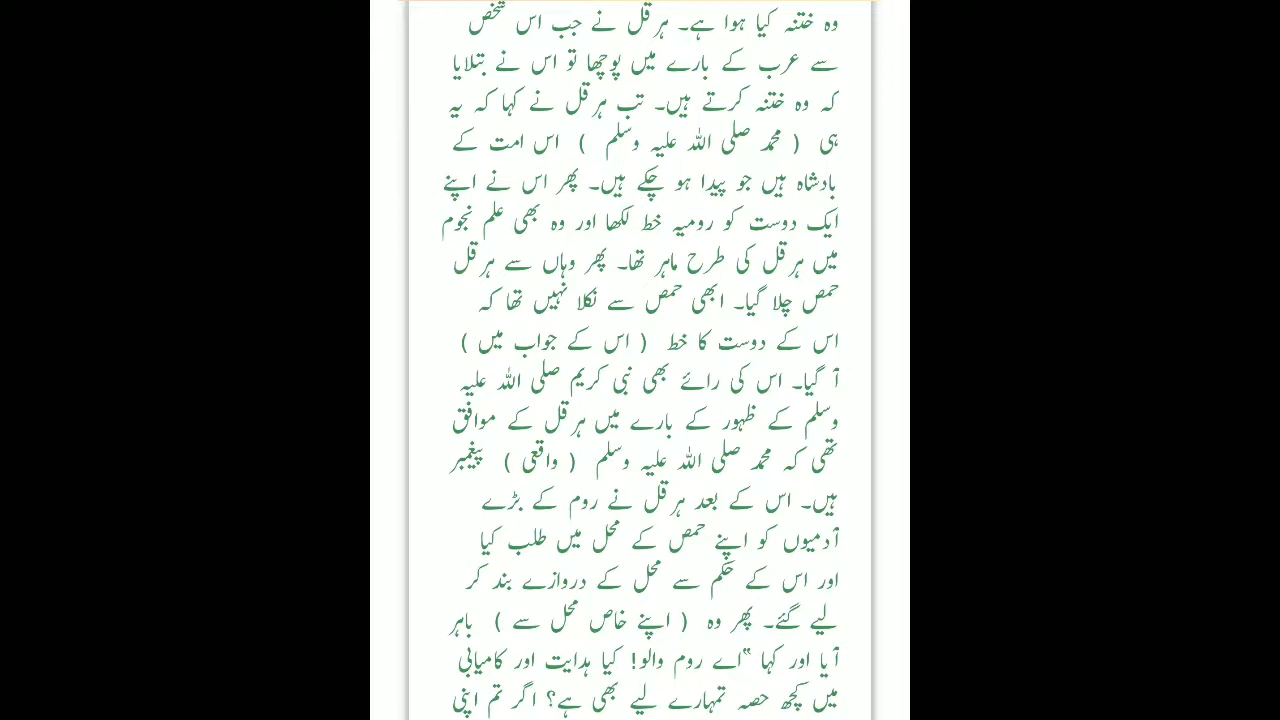 وہ ختنہ کیا ہوا ہے۔ ہرقل نے جب اس شخص
سے عرب کے بارے میں پوچھا تو اس نے بتلایا
کہ وہ ختنہ کرتے ہیں۔ تب ہرقل نے کہا کہ یہ
ہی ( محمد صلی اللہ علیہ وسلم ) اس امت کے
بادشاہ ہیں جو پیدا ہو چکے ہیں۔ پھر اس نے اپنے
ایک دوست کو رومیہ خط لکھا اور وہ بھی علم نجوم
میں ہرقل کی طرح ماہر تھا۔ پھر وہاں سے ہرقل
حمص چلا گیا۔ ابھی حمص سے نکلا نہیں تھا کہ
اس کے دوست کا خط ( اس کے جواب میں )
آ گیا۔ اس کی رائے بھی نبی کریم صلی اللہ علیہ
وسلم کے ظہور کے بارے میں ہرقل کے موافق
تھی کہ محمد صلی اللہ علیہ وسلم ( واقعی ) پیغمبر
ہیں۔ اس کے بعد ہرقل نے روم کے بڑے
آدمیوں کو اپنے حمص کے محل میں طلب کیا
اور اس کے حکم سے محل کے دروازے بند کر
لیے گئے۔ پھر وہ ( اپنے خاص محل سے ) باہر
آیا اور کہا “اے روم والو! کیا ہدایت اور کامیابی
میں کچھ حصہ تمہارے لیے بھی ہے؟ اگر تم اپنی